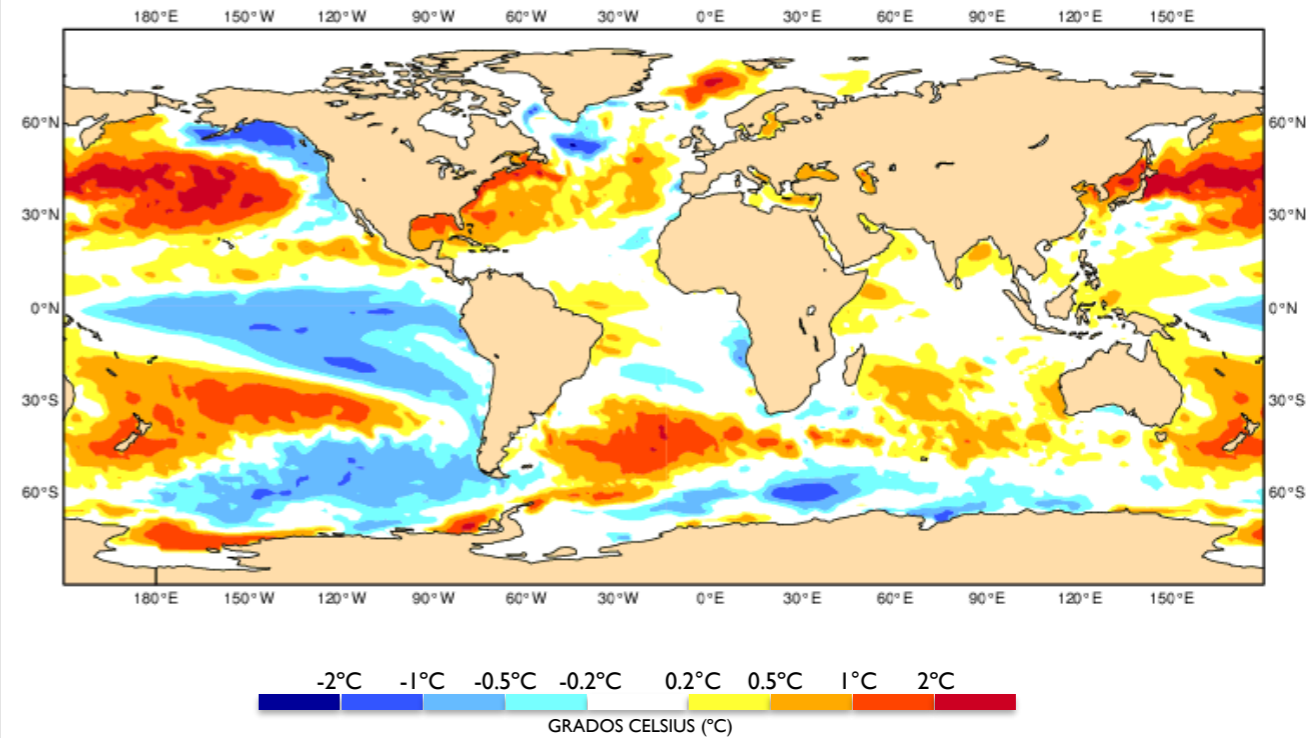 180°E 150°W 120°W 90°W 60°W 30°W 0°E 30°E 60°E 90°E 120°E 150°E
60°N 60°N
30°N 30°N
0°N 0°N
30°S 30°S
60°S 60°S
180°E 150°W 120°W 90°W 60°W 30°W 0°E 30°E 60°E 90°E 120°E 150°E
-2°C -1°C -0.5°C -0.2°C 0.2°C 0.5°C 1°C 2°C
GRADOS CELSIUS (°C)